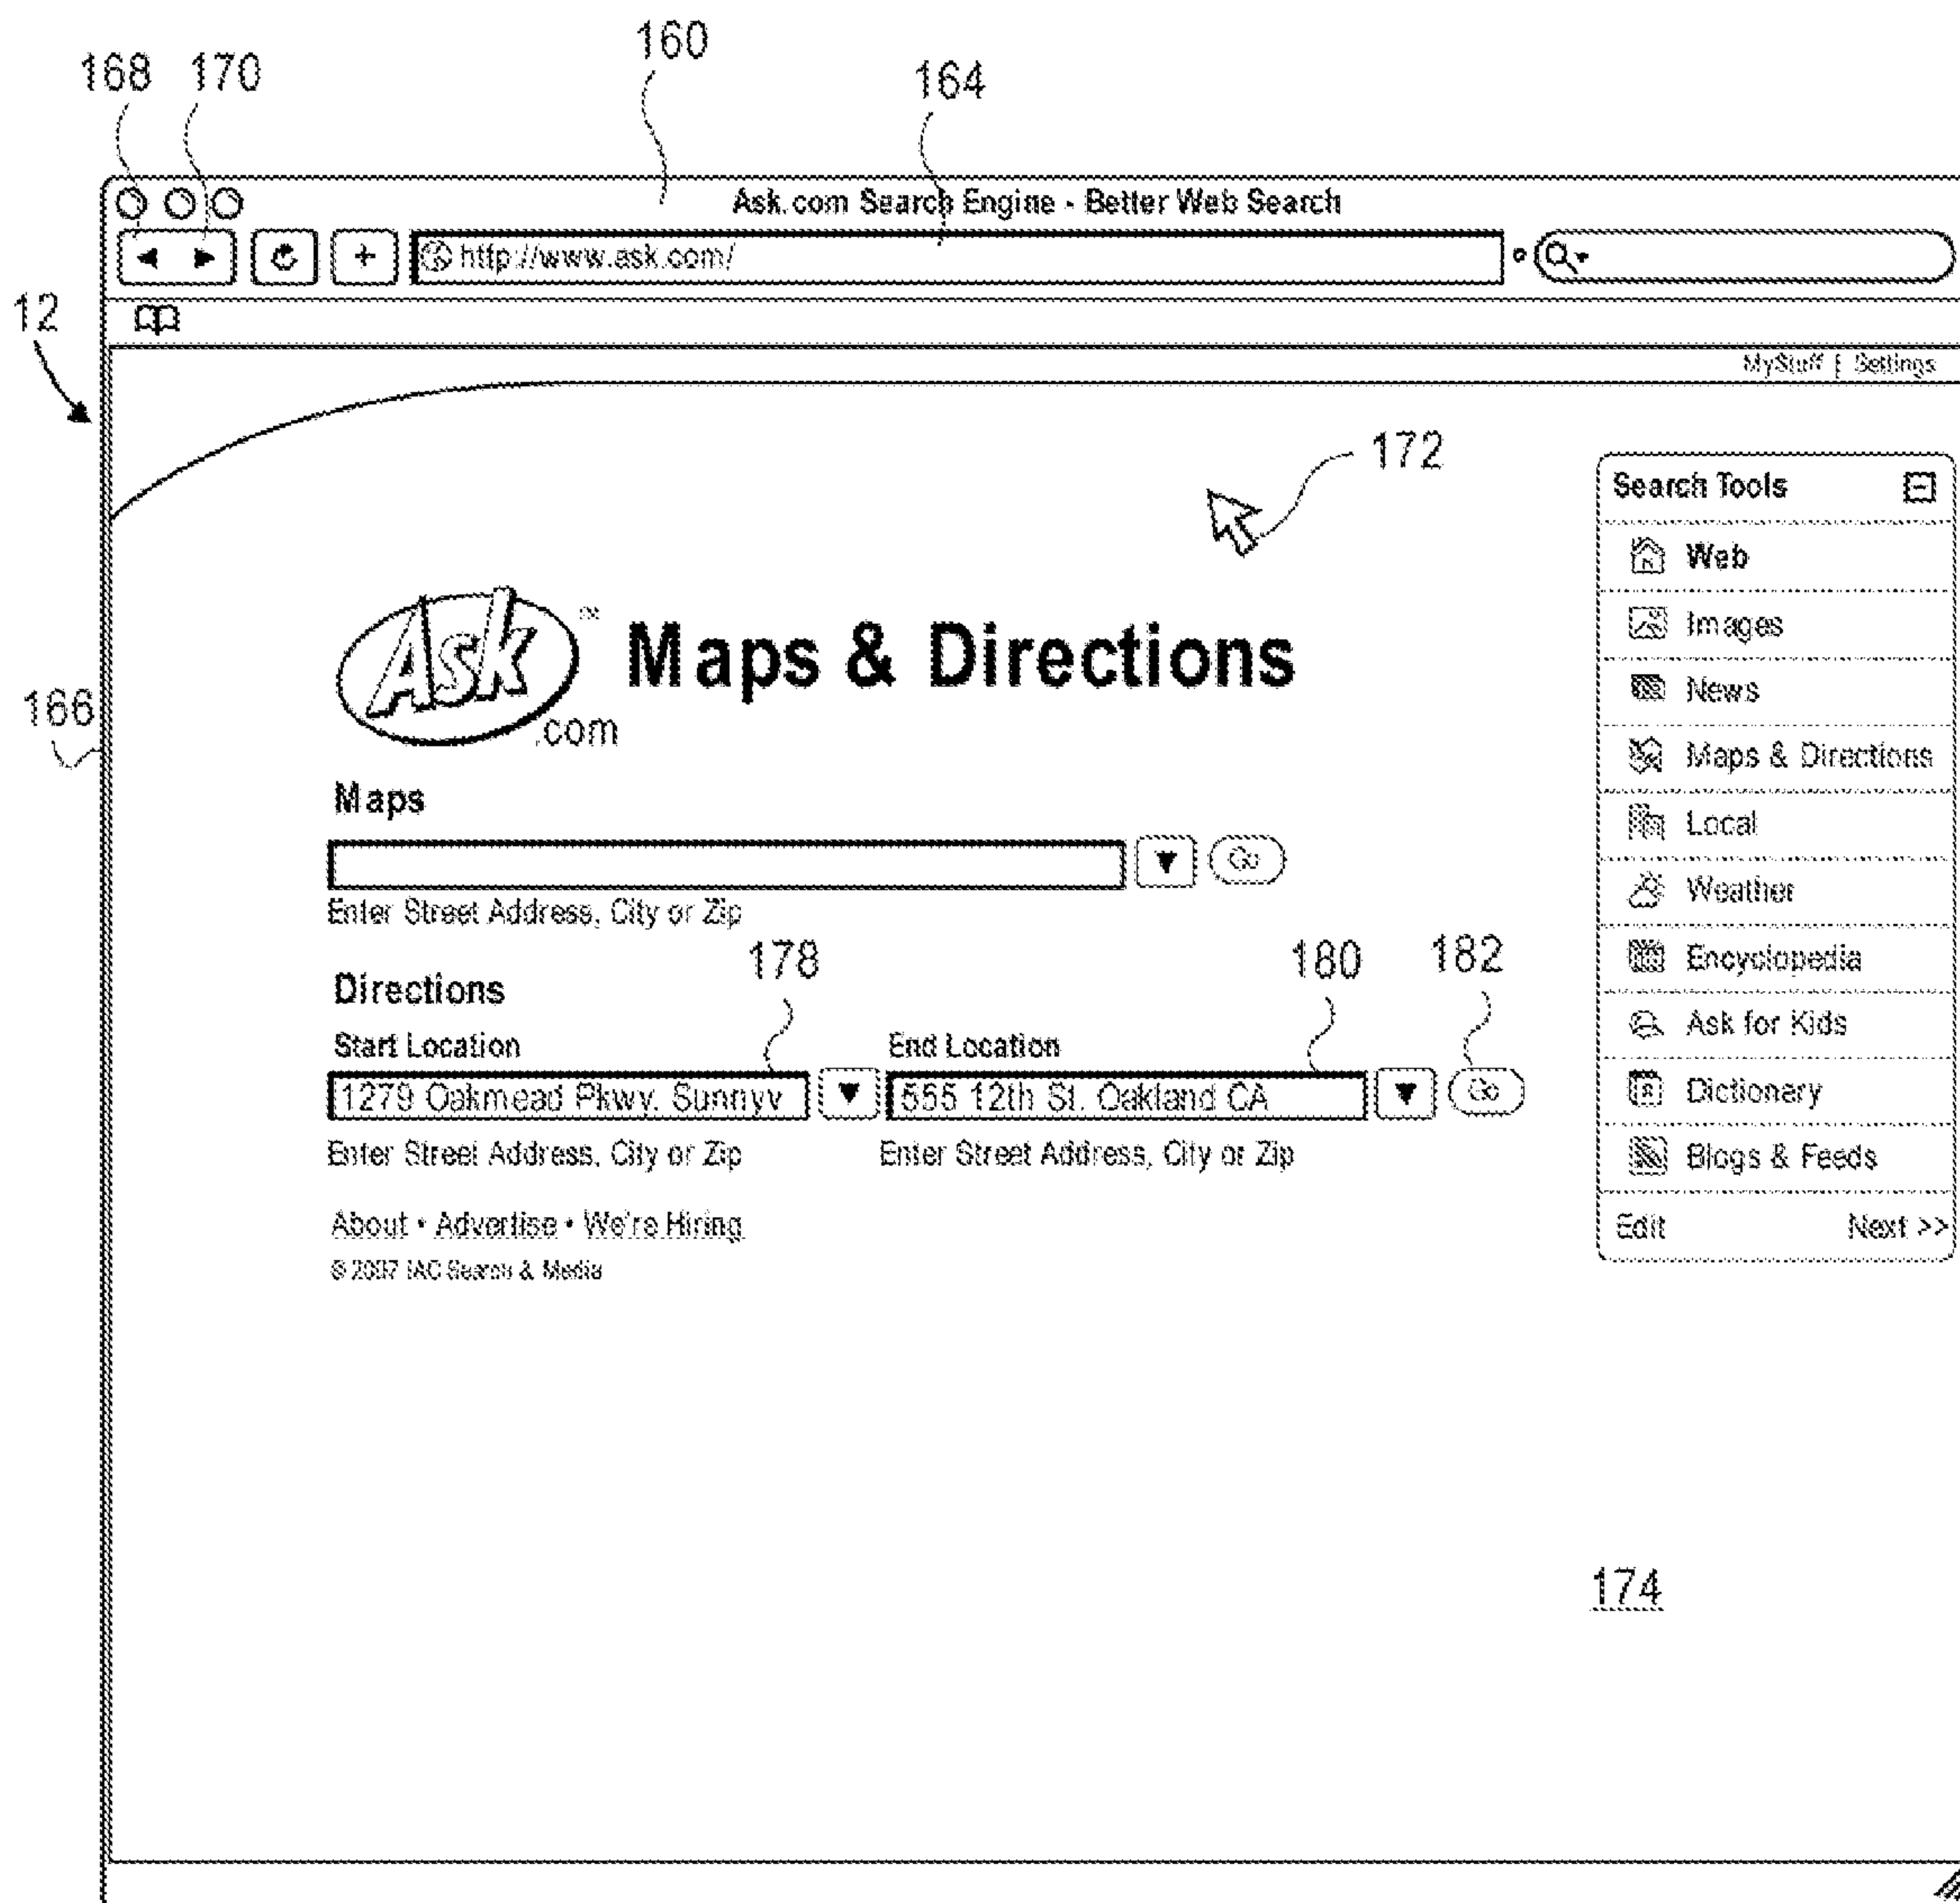 160
168 170
164
Ask.com Search Engine - Better Web Search
http://www.ask.com/
12
MyStuff | Settings
172
Search Tools
Web
Images
News
Maps & Directions
Local
Weather
Encyclopedia
Ask for Kids
Dictionary
Blogs & Feeds
Edit Next >>
Ask ™ Maps & Directions
.com
166
Maps
Go
Enter Street Address, City or Zip
178 180 182
Directions
Start Location End Location
1279 Oakmead Pkwy. Sunnyv 555 12th St. Oakland CA Go
Enter Street Address, City or Zip Enter Street Address, City or Zip
About • Advertise • We're Hiring
© 2007 IAC Search & Media
174